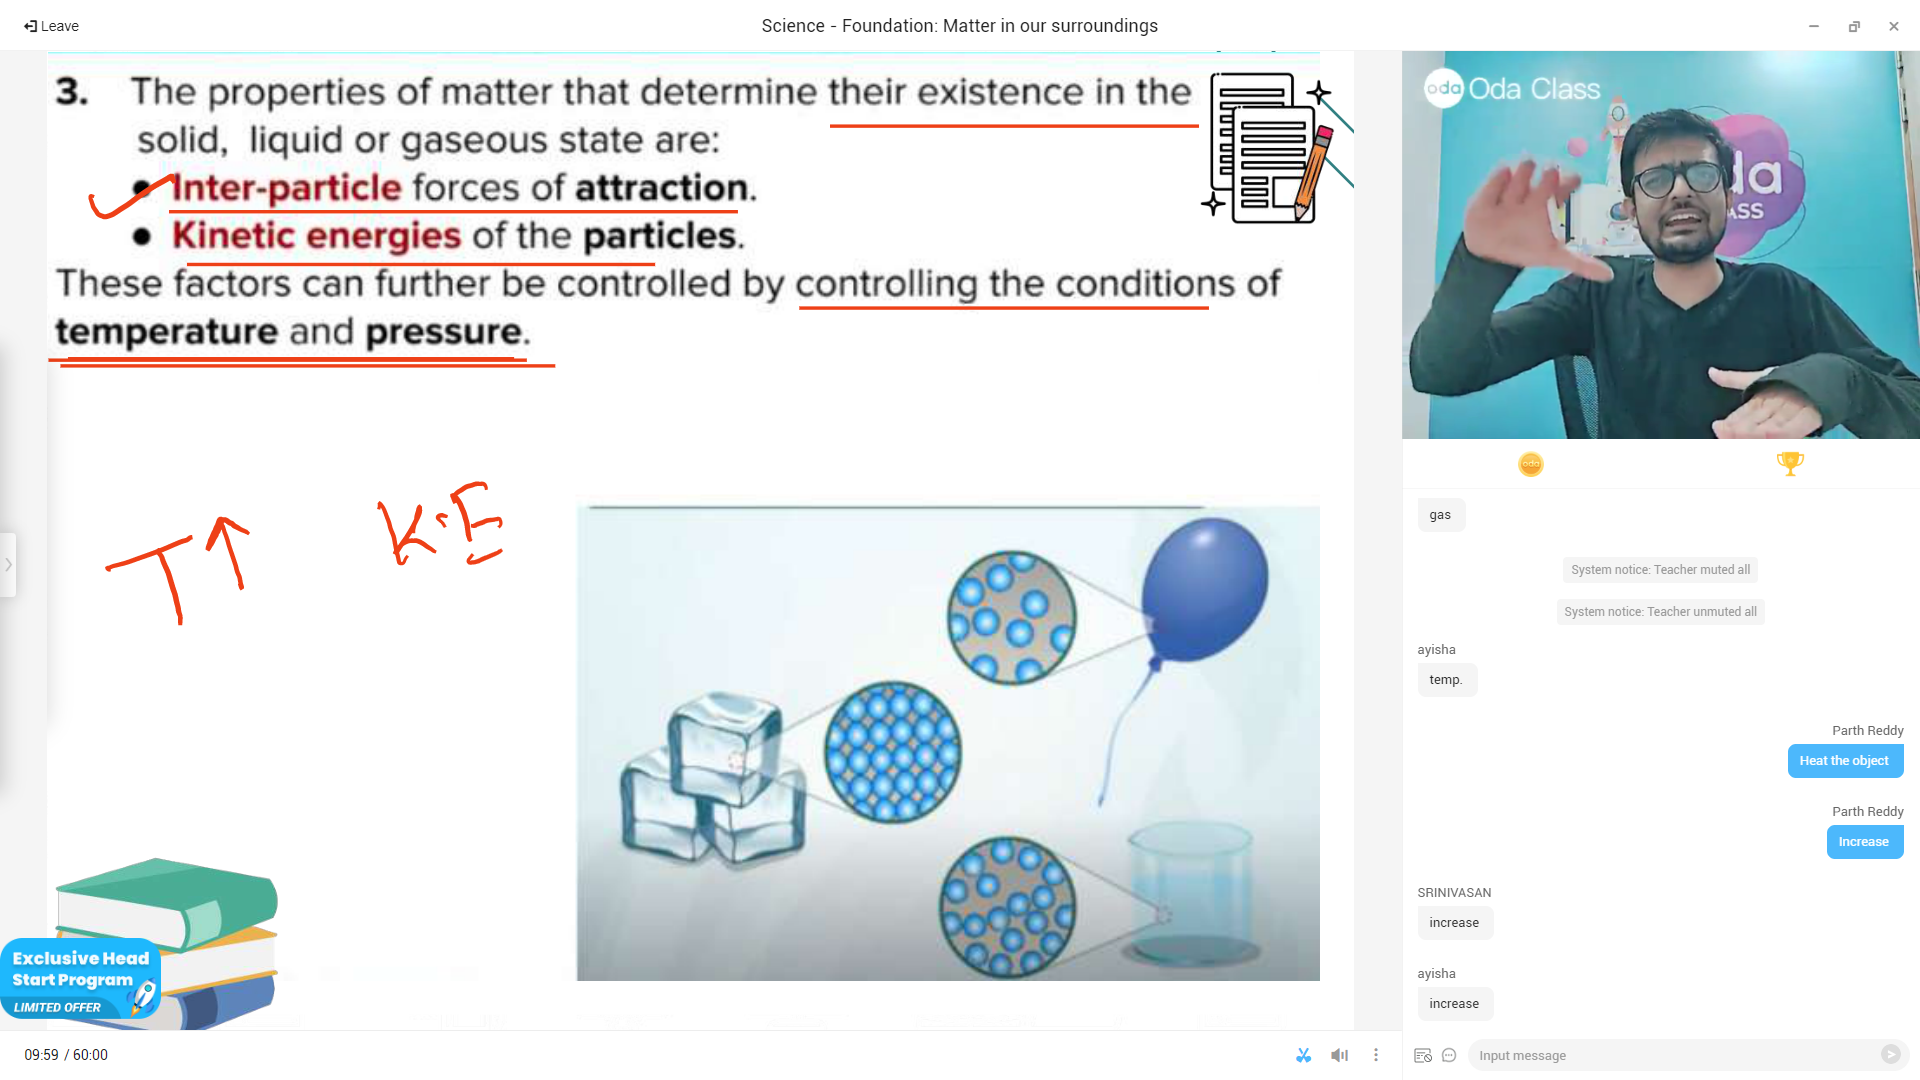 Leave
Science - Foundation: Matter in our surroundings
3. The properties of matter that determine their existence in the
solid, liquid or gaseous state are:
● Inter-particle forces of attraction.
● Kinetic energies of the particles.
These factors can further be controlled by controlling the conditions of
temperature and pressure.
T↑
K.E
Exclusive Head
Start Program
LIMITED OFFER
09:59 / 60:00
oda Oda Class
oda
gas
System notice: Teacher muted all
System notice: Teacher unmuted all
ayisha
temp.
Parth Reddy
Heat the object
Parth Reddy
Increase
SRINIVASAN
increase
ayisha
increase
Input message